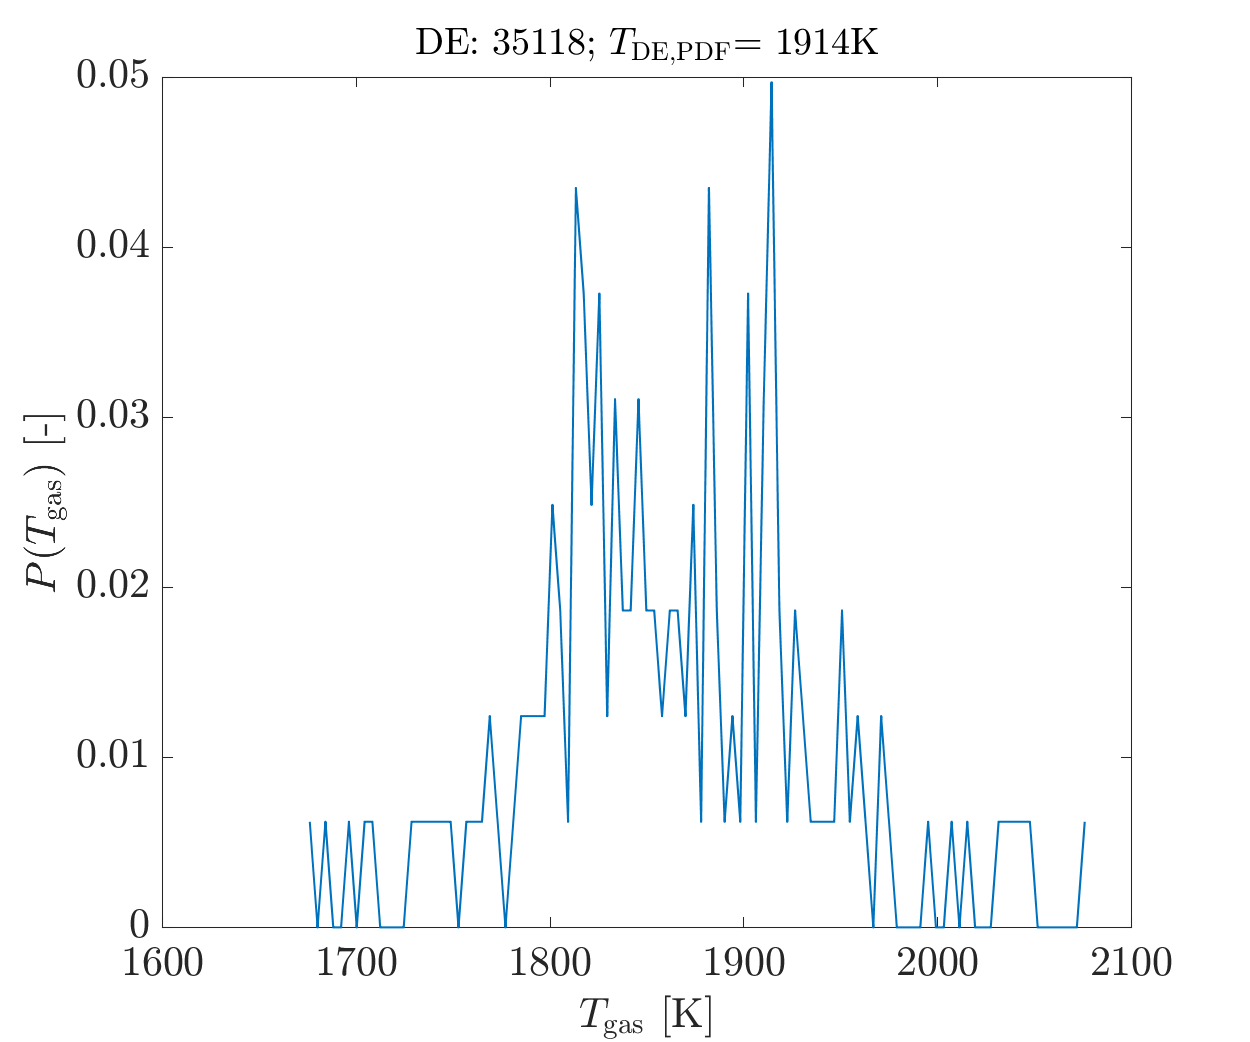 DE: 35118; T_DE,PDF= 1914K
0.05
0.04
0.03
0.02
0.01
0
P(T_gas) [-]
1600 1700 1800 1900 2000 2100
T_gas [K]